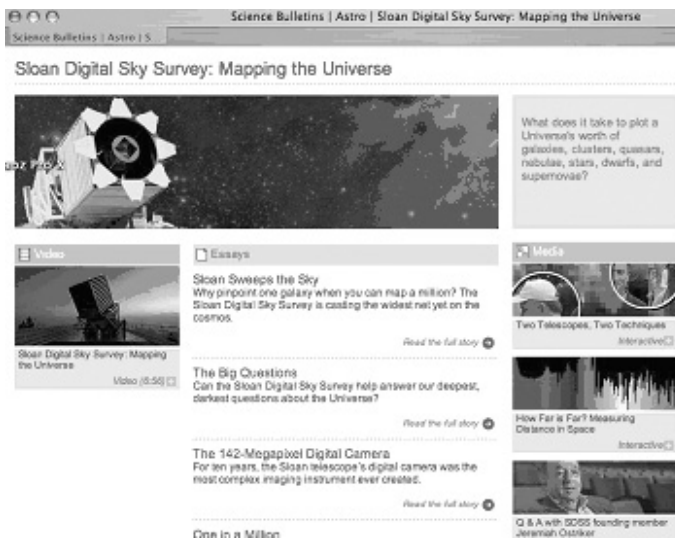 Science Bulletins | Astro | Sloan Digital Sky Survey: Mapping the Universe
Science Bulletins | Astro | S...
Sloan Digital Sky Survey: Mapping the Universe
What does it take to plot a
Universe's worth of
galaxies, clusters, quasars,
nebulae, stars, dwarfs, and
supernovae?
Video
Sloan Digital Sky Survey: Mapping
the Universe
Video (6:56)
Essays
Sloan Sweeps the Sky
Why pinpoint one galaxy when you can map a million? The
Sloan Digital Sky Survey is casting the widest net yet on the
cosmos.
Read the full story
The Big Questions
Can the Sloan Digital Sky Survey help answer our deepest,
darkest questions about the Universe?
Read the full story
The 142-Megapixel Digital Camera
For ten years, the Sloan telescope's digital camera was the
most complex imaging instrument ever created.
Read the full story
One in a Million
Media
Two Telescopes, Two Techniques
Interactive
How Far is Far? Measuring
Distance in Space
Interactive
Q & A with SDSS founding member
Jeremiah Ostriker